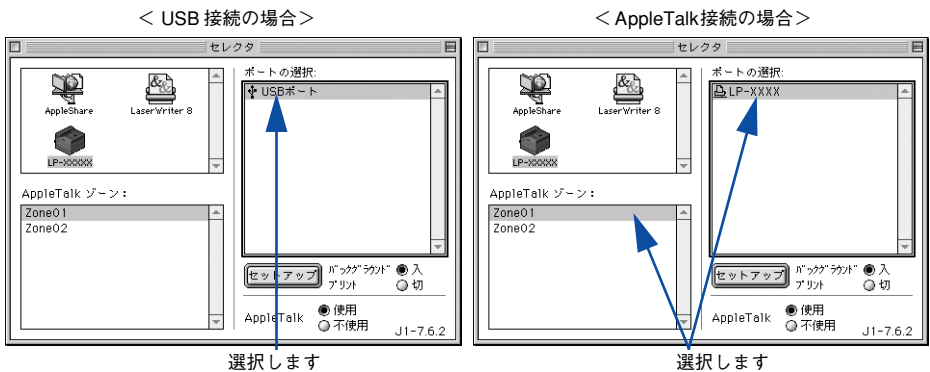 ＜ USB 接続の場合＞
セレクタ
AppleShare
LaserWriter 8
LP-XXXXX
AppleTalk ゾーン：
Zone01
Zone02
ポートの選択:
USBポート
セットアップ
バックグラウンド
プリント
入
切
AppleTalk
使用
不使用
J1-7.6.2
選択します
＜ AppleTalk接続の場合＞
セレクタ
AppleShare
LaserWriter 8
LP-XXXXX
AppleTalk ゾーン：
Zone01
Zone02
ポートの選択:
LP-XXXX
セットアップ
バックグラウンド
プリント
入
切
AppleTalk
使用
不使用
J1-7.6.2
選択します